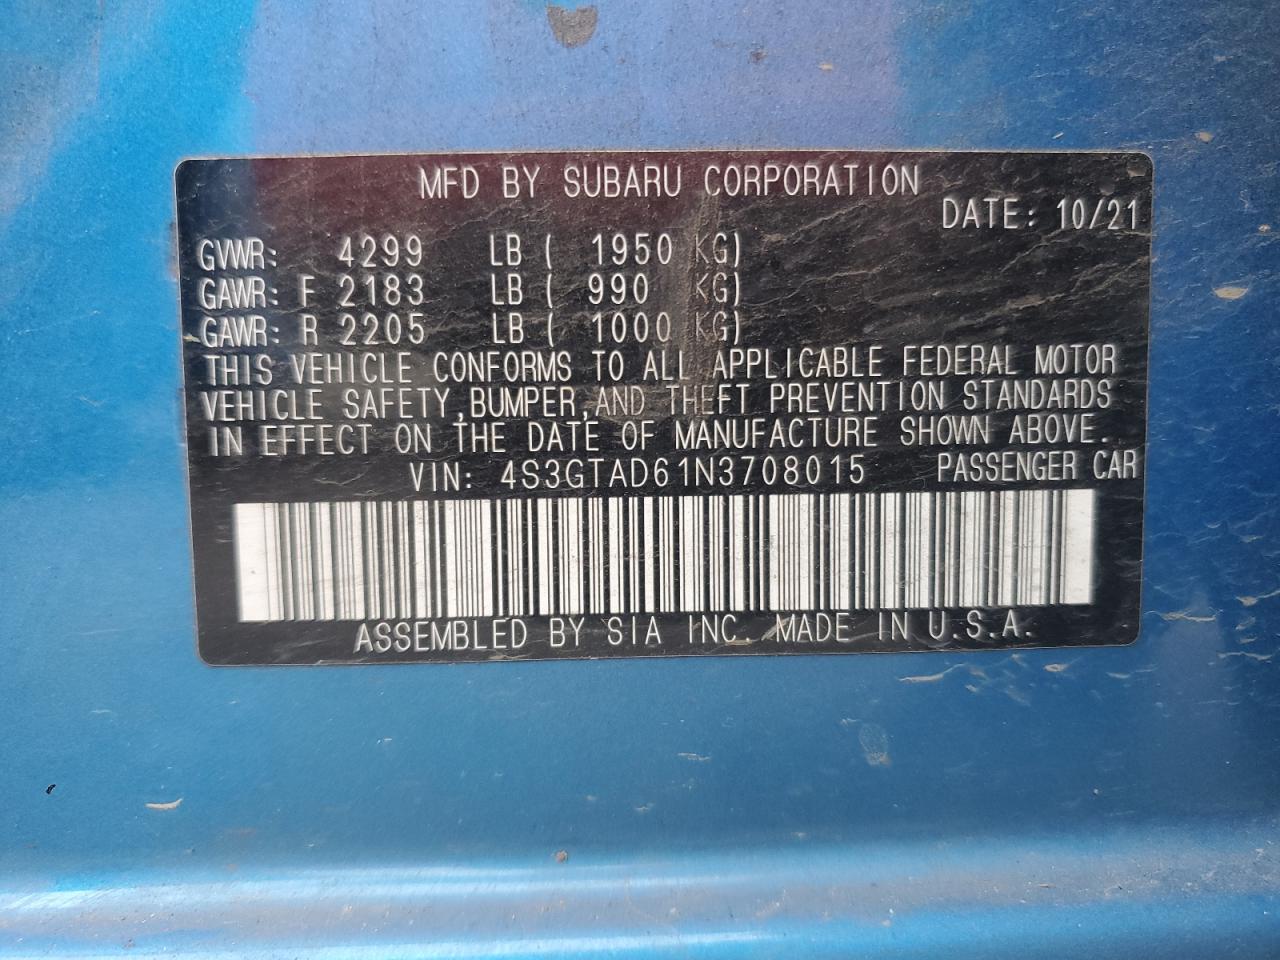 MFD BY SUBARU CORPORATION
DATE: 10/21
GVWR: 4299 LB ( 1950 KG)
GAWR: F 2183 LB ( 990 KG)
GAWR: R 2205 LB ( 1000 KG)
THIS VEHICLE CONFORMS TO ALL APPLICABLE FEDERAL MOTOR
VEHICLE SAFETY,BUMPER,AND THEFT PREVENTION STANDARDS
IN EFFECT ON THE DATE OF MANUFACTURE SHOWN ABOVE.
VIN: 4S3GTAD61N3708015 PASSENGER CAR
ASSEMBLED BY SIA INC. MADE IN U.S.A.